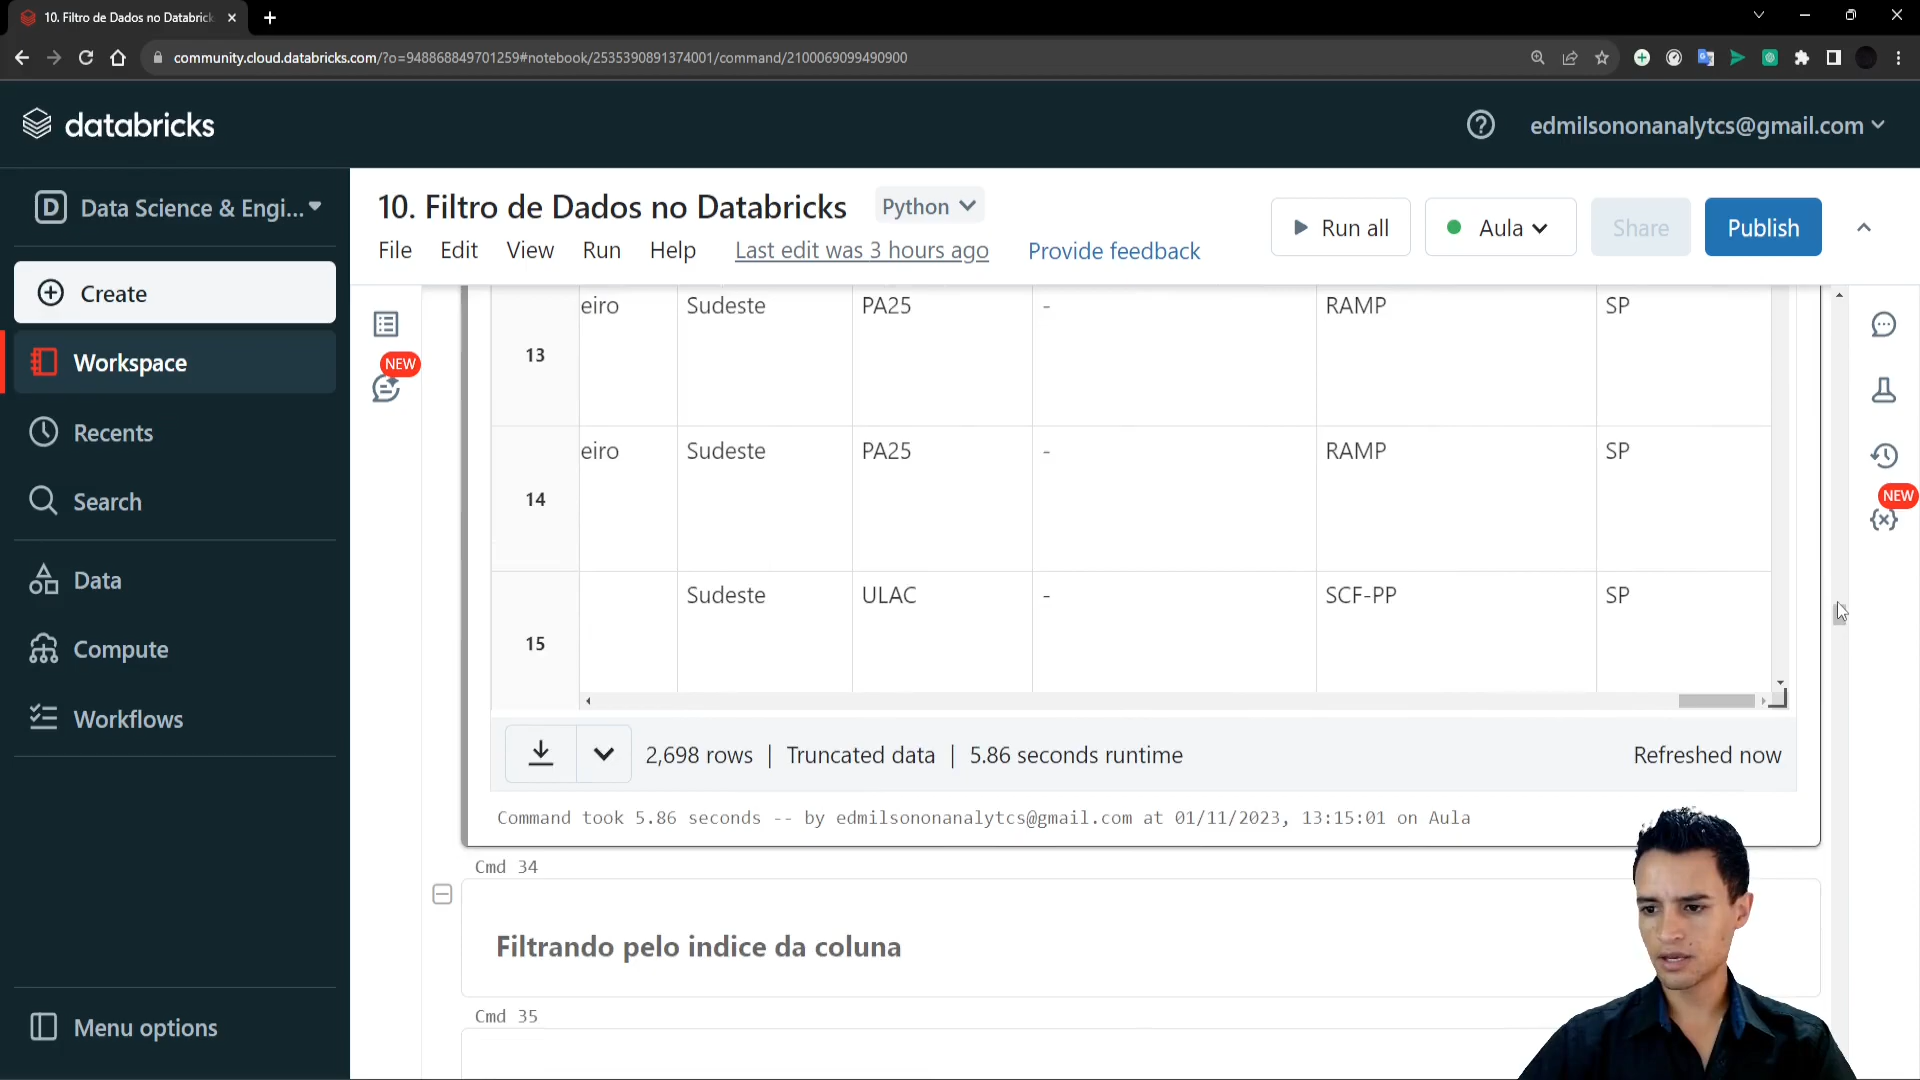 10. Filtro de Dados no Databrick
community.cloud.databricks.com/?o=948868849701259#notebook/2535390891374001/command/2100069099490900
databricks
edmilsononanalytcs@gmail.com
D Data Science & Engi...
Create
Workspace
Recents
Search
Data
Compute
Workflows
Menu options
10. Filtro de Dados no Databricks Python
Run all Aula Share Publish
File Edit View Run Help Last edit was 3 hours ago Provide feedback
NEW
NEW
13 eiro Sudeste PA25 - RAMP SP
14 eiro Sudeste PA25 - RAMP SP
15 Sudeste ULAC - SCF-PP SP
2,698 rows | Truncated data | 5.86 seconds runtime Refreshed now
Command took 5.86 seconds -- by edmilsononanalytcs@gmail.com at 01/11/2023, 13:15:01 on Aula
Cmd 34
Filtrando pelo indice da coluna
Cmd 35